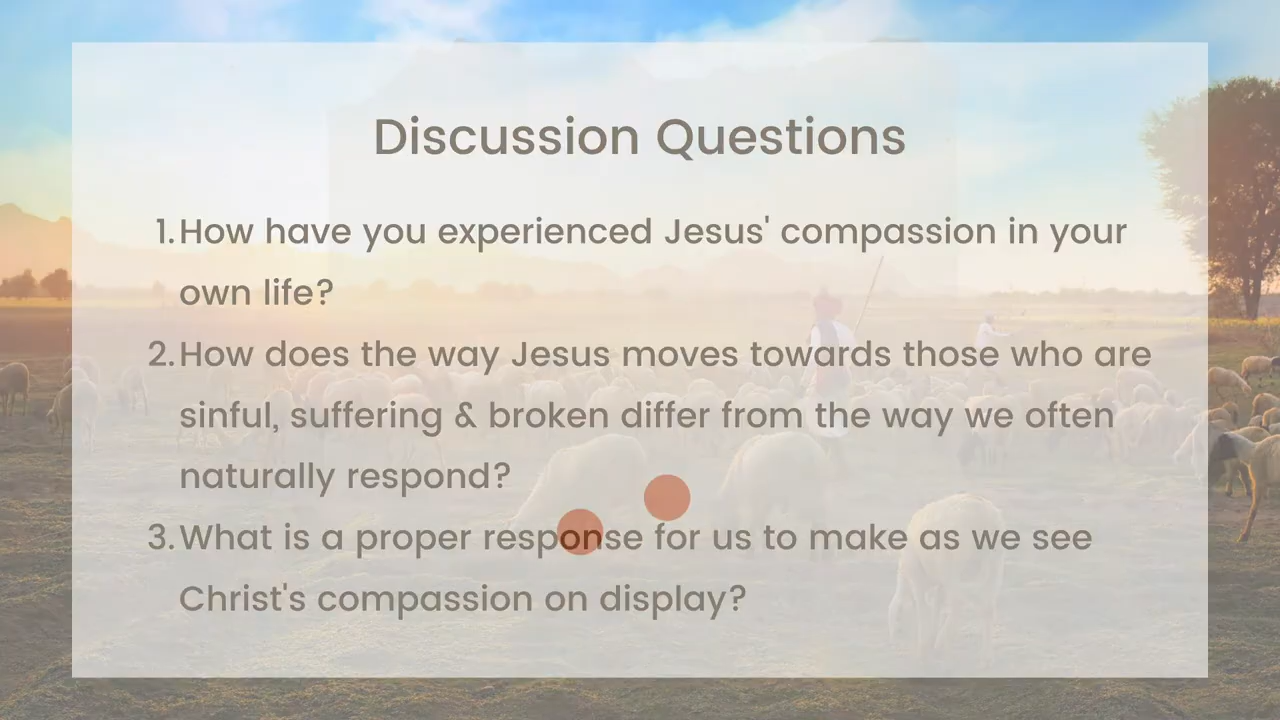 Discussion Questions
1. How have you experienced Jesus' compassion in your
own life?
2. How does the way Jesus moves towards those who are
sinful, suffering & broken differ from the way we often
naturally respond?
3. What is a proper response for us to make as we see
Christ's compassion on display?